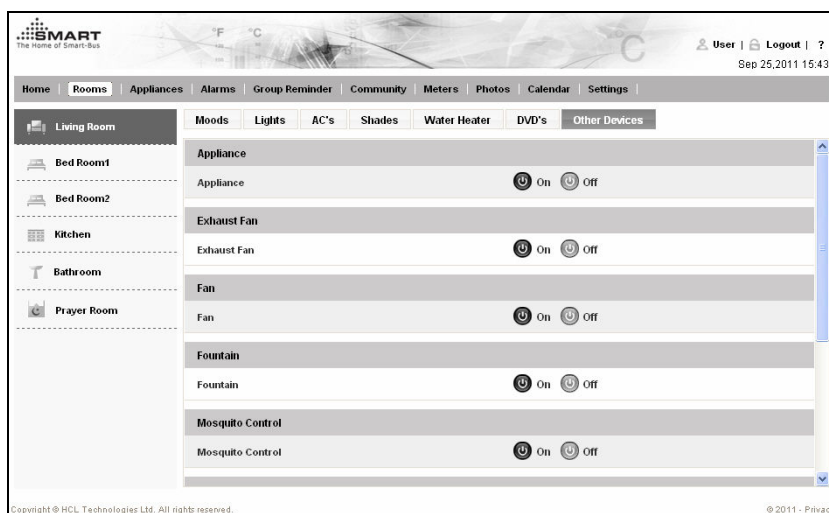 SMART
The Home of Smart-Bus
°F °C
°C
User | Logout | ?
Sep 25,2011 15:43
Home | Rooms | Appliances | Alarms | Group Reminder | Community | Meters | Photos | Calendar | Settings |
Living Room
Bed Room1
Bed Room2
Kitchen
Bathroom
Prayer Room
Moods Lights AC's Shades Water Heater DVD's Other Devices
Appliance
Appliance On Off
Exhaust Fan
Exhaust Fan On Off
Fan
Fan On Off
Fountain
Fountain On Off
Mosquito Control
Mosquito Control On Off
Copyright © HCL Technologies Ltd. All rights reserved.
© 2011 - Privac